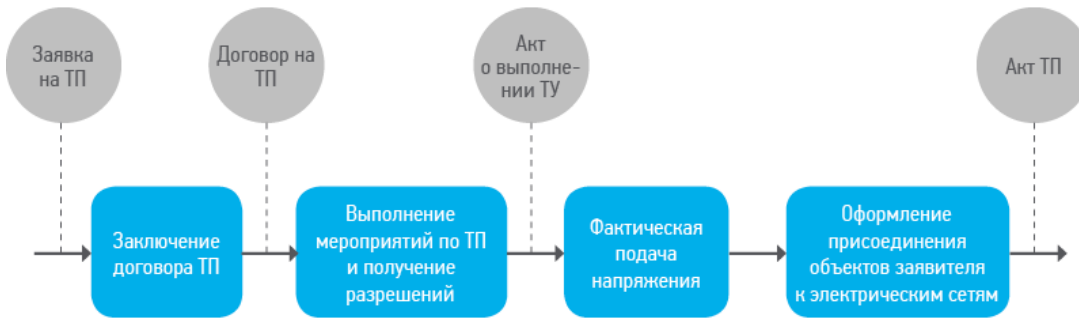 Заявка
на ТП
Договор на
ТП
Акт
о выполне-
нии ТУ
Акт ТП
Заключение
договора ТП
Выполнение
мероприятий по ТП
и получение
разрешений
Фактическая
подача
напряжения
Оформление
присоединения
объектов заявителя
к электрическим сетям